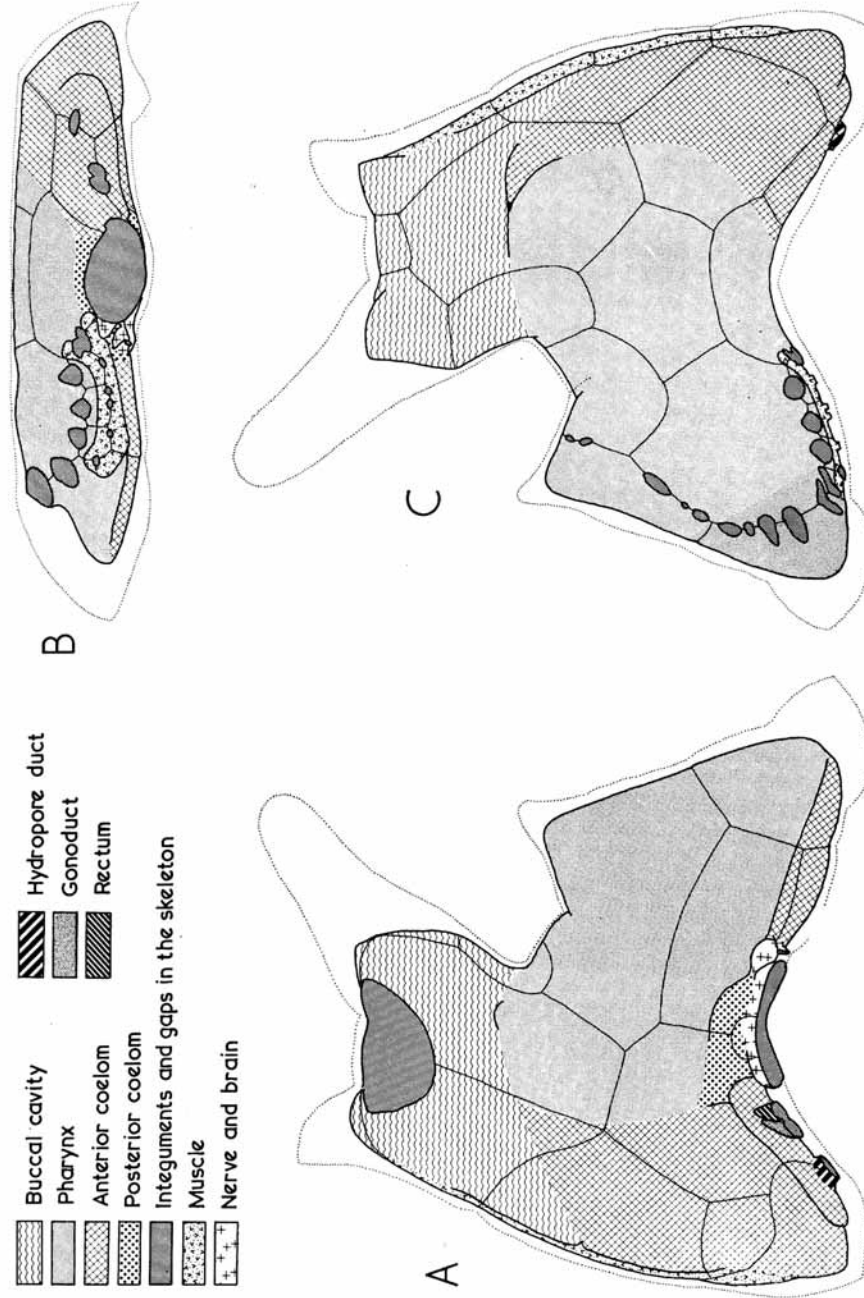 Buccal cavity
Pharynx
Anterior coelom
Posterior coelom
Integuments and gaps in the skeleton
Muscle
Nerve and brain
Hydropore duct
Gonoduct
Rectum
A
B
C